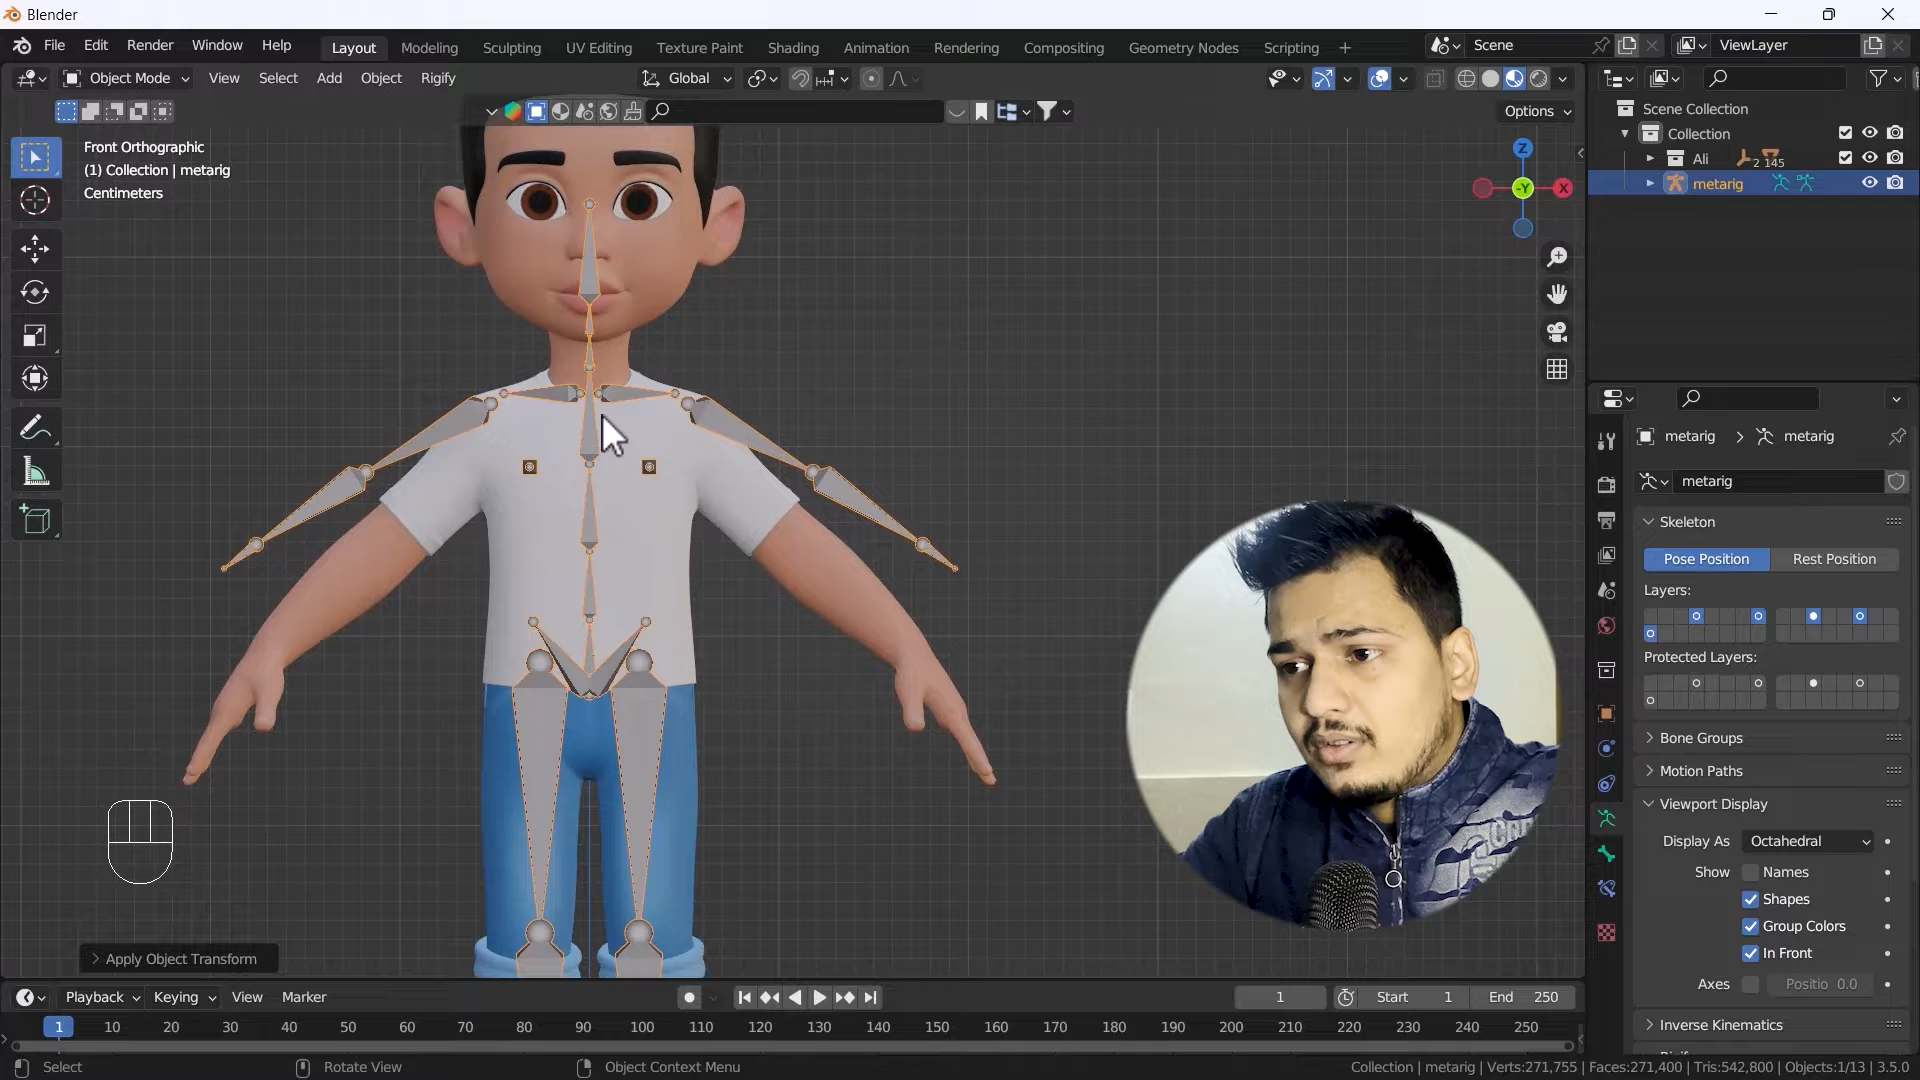 Blender
File Edit Render Window Help
Layout Modeling Sculpting UV Editing Texture Paint Shading Animation Rendering Compositing Geometry Nodes Scripting +
Scene
ViewLayer
Object Mode View Select Add Object Rigify
Global
Options
Front Orthographic
(1) Collection | metarig
Centimeters
Z
-Y
X
Scene Collection
Collection
Ali 2 145
metarig
metarig > metarig
metarig
Skeleton
Pose Position Rest Position
Layers:
Protected Layers:
Bone Groups
Motion Paths
Viewport Display
Display As Octahedral
Show Names
Shapes
Group Colors
In Front
Axes Positio 0.0
Inverse Kinematics
> Apply Object Transform
Playback Keying View Marker
1
Start 1
End 250
1 10 20 30 40 50 60 70 80 90 100 110 120 130 140 150 160 170 180 190 200 210 220 230 240 250
Select
Rotate View
Object Context Menu
Collection | metarig | Verts:271,755 | Faces:271,400 | Tris:542,800 | Objects:1/13 | 3.5.0